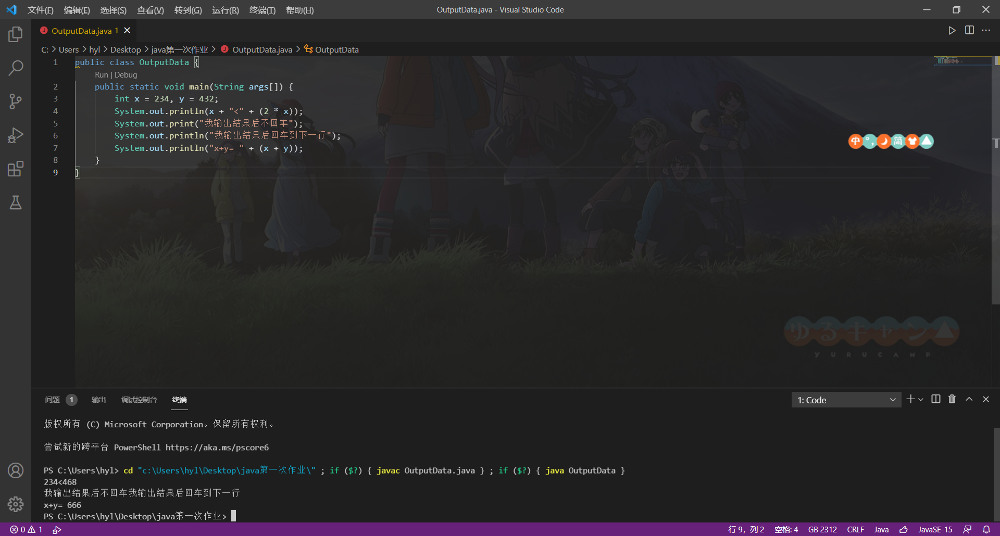 文件(F) 编辑(E) 选择(S) 查看(V) 转到(G) 运行(R) 终端(T) 帮助(H) OutputData.java - Visual Studio Code
OutputData.java 1
C: > Users > hyl > Desktop > java第一次作业 > OutputData.java > OutputData
1 public class OutputData {
Run | Debug
2 public static void main(String args[]) {
3 int x = 234, y = 432;
4 System.out.println(x + "<" + (2 * x));
5 System.out.print("我输出结果后不回车");
6 System.out.println("我输出结果后回车到下一行");
7 System.out.println("x+y= " + (x + y));
8 }
9 }
中 °, 简
ゆるキャン△
YURUCAMP
问题 1 输出 调试控制台 终端 1: Code
版权所有 (C) Microsoft Corporation。保留所有权利。
尝试新的跨平台 PowerShell https://aka.ms/pscore6
PS C:\Users\hyl> cd "c:\Users\hyl\Desktop\java第一次作业\" ; if ($?) { javac OutputData.java } ; if ($?) { java OutputData }
234<468
我输出结果后不回车我输出结果后回车到下一行
x+y= 666
PS C:\Users\hyl\Desktop\java第一次作业>
0 1 行 9，列 2 空格: 4 GB 2312 CRLF Java JavaSE-15